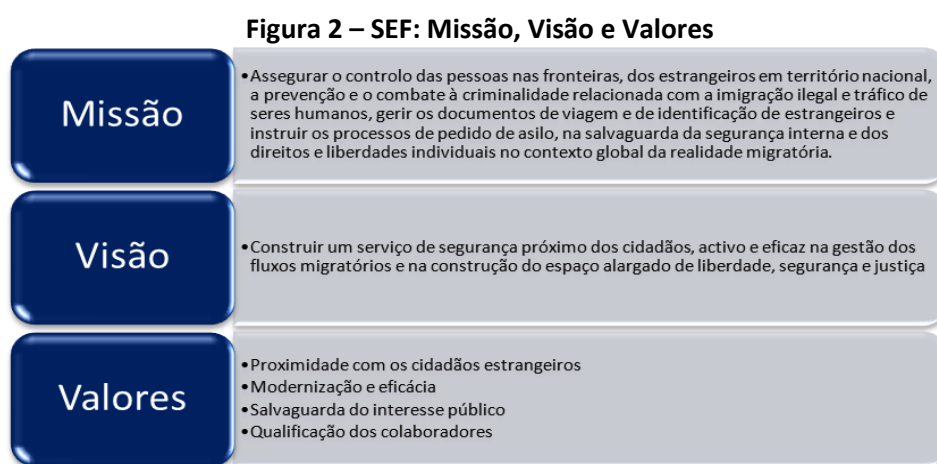 Figura 2 – SEF: Missão, Visão e Valores
Missão
•Assegurar o controlo das pessoas nas fronteiras, dos estrangeiros em território nacional,
a prevenção e o combate à criminalidade relacionada com a imigração ilegal e tráfico de
seres humanos, gerir os documentos de viagem e de identificação de estrangeiros e
instruir os processos de pedido de asilo, na salvaguarda da segurança interna e dos
direitos e liberdades individuais no contexto global da realidade migratória.
Visão
•Construir um serviço de segurança próximo dos cidadãos, activo e eficaz na gestão dos
fluxos migratórios e na construção do espaço alargado de liberdade, segurança e justiça
Valores
•Proximidade com os cidadãos estrangeiros
•Modernização e eficácia
•Salvaguarda do interesse público
•Qualificação dos colaboradores